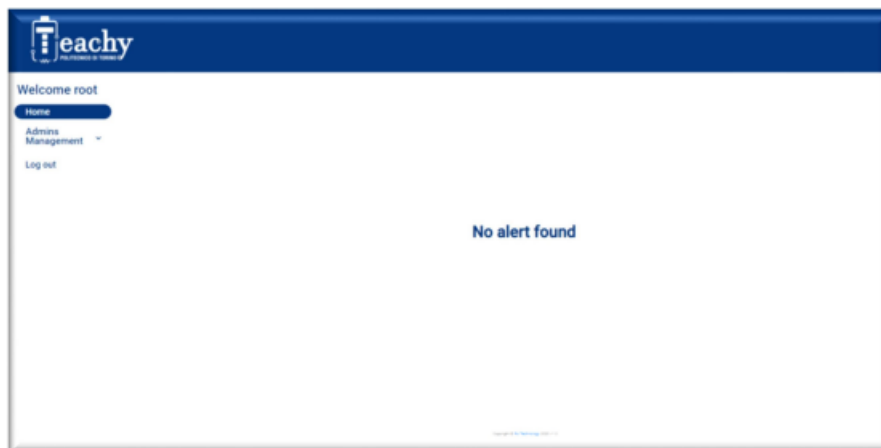 Teachy
POLITECNICO DI TORINO
Welcome root
Home
Admins
Management
Log out
No alert found